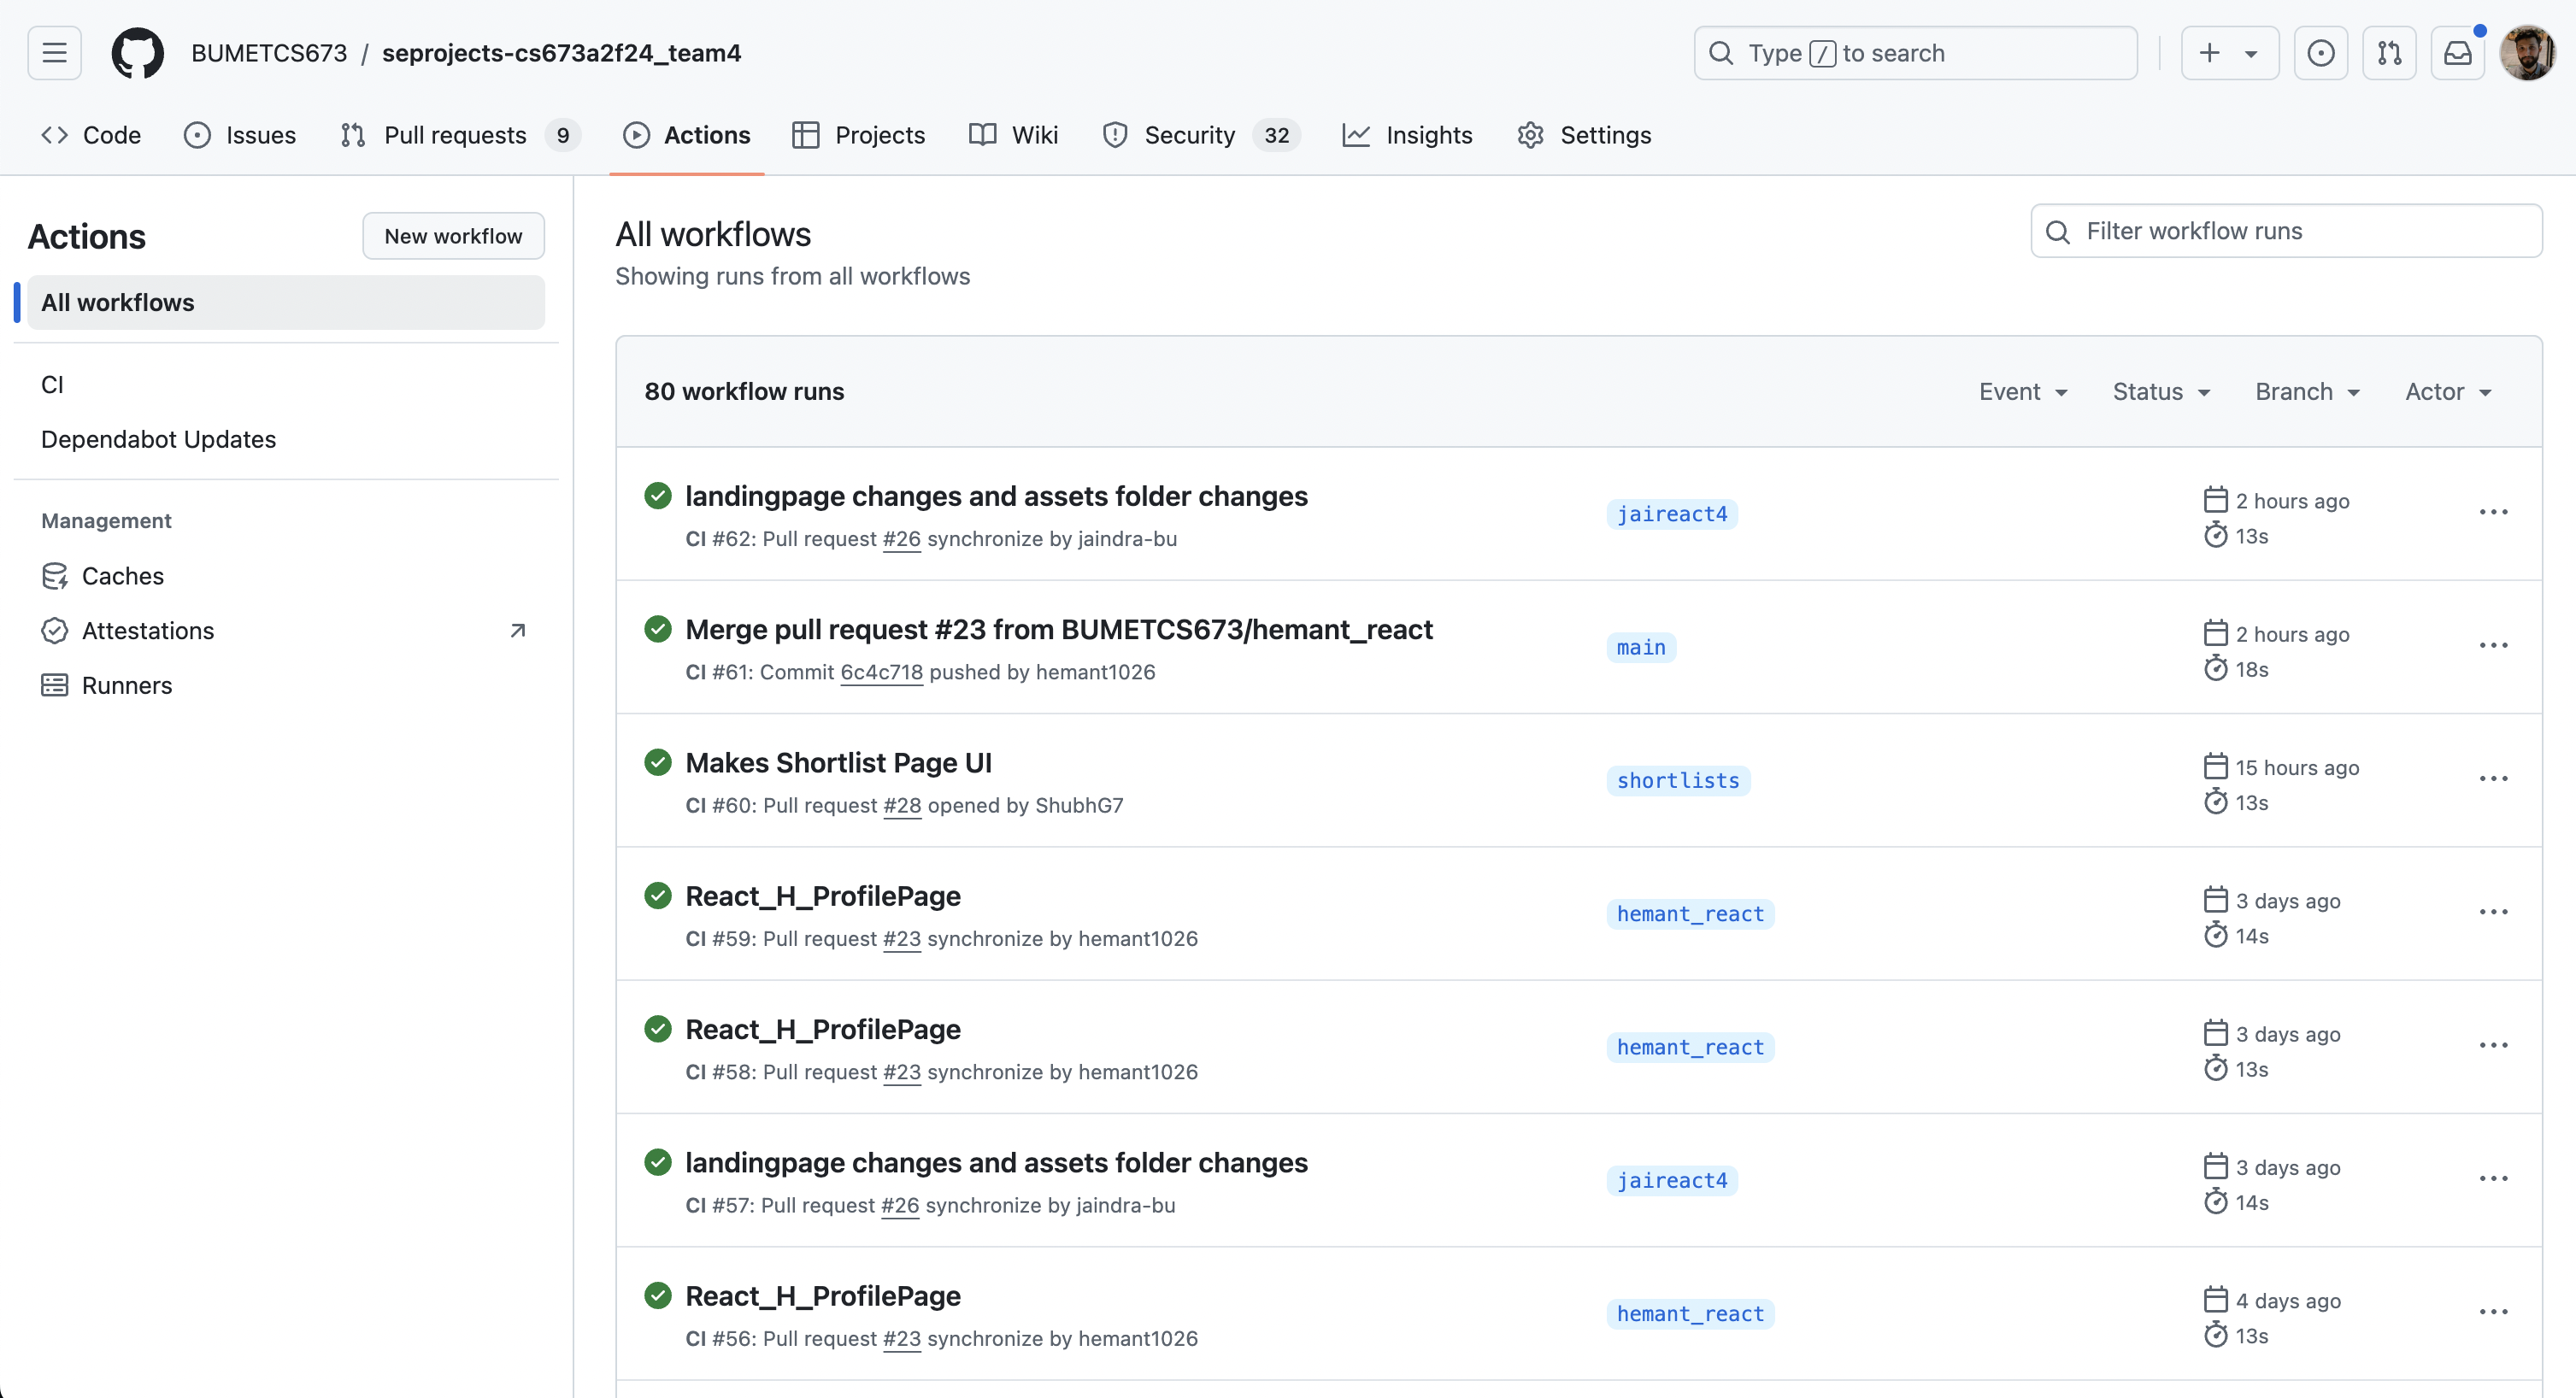 BUMETCS673 / seprojects-cs673a2f24_team4
Type / to search
Code Issues Pull requests 9 Actions Projects Wiki Security 32 Insights Settings
Actions
New workflow
All workflows
CI
Dependabot Updates
Management
Caches
Attestations
Runners
All workflows
Showing runs from all workflows
Filter workflow runs
80 workflow runs
Event Status Branch Actor
landingpage changes and assets folder changes
CI #62: Pull request #26 synchronize by jaindra-bu
jaireact4
2 hours ago
13s
Merge pull request #23 from BUMETCS673/hemant_react
CI #61: Commit 6c4c718 pushed by hemant1026
main
2 hours ago
18s
Makes Shortlist Page UI
CI #60: Pull request #28 opened by ShubhG7
shortlists
15 hours ago
13s
React_H_ProfilePage
CI #59: Pull request #23 synchronize by hemant1026
hemant_react
3 days ago
14s
React_H_ProfilePage
CI #58: Pull request #23 synchronize by hemant1026
hemant_react
3 days ago
13s
landingpage changes and assets folder changes
CI #57: Pull request #26 synchronize by jaindra-bu
jaireact4
3 days ago
14s
React_H_ProfilePage
CI #56: Pull request #23 synchronize by hemant1026
hemant_react
4 days ago
13s